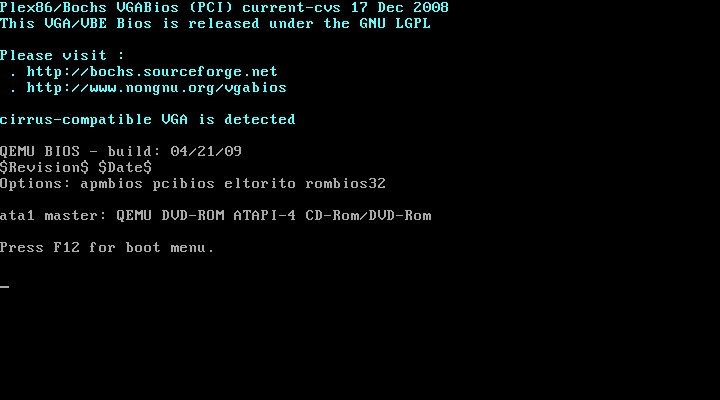 Plex86/Bochs VGABios (PCI) current-cvs 17 Dec 2008
This VGA/VBE Bios is released under the GNU LGPL
Please visit :
. http://bochs.sourceforge.net
. http://www.nongnu.org/vgabios
cirrus-compatible VGA is detected
QEMU BIOS - build: 04/21/09
$Revision$ $Date$
Options: apmbios pcibios eltorito rombios32
ata1 master: QEMU DVD-ROM ATAPI-4 CD-Rom/DVD-Rom
Press F12 for boot menu.